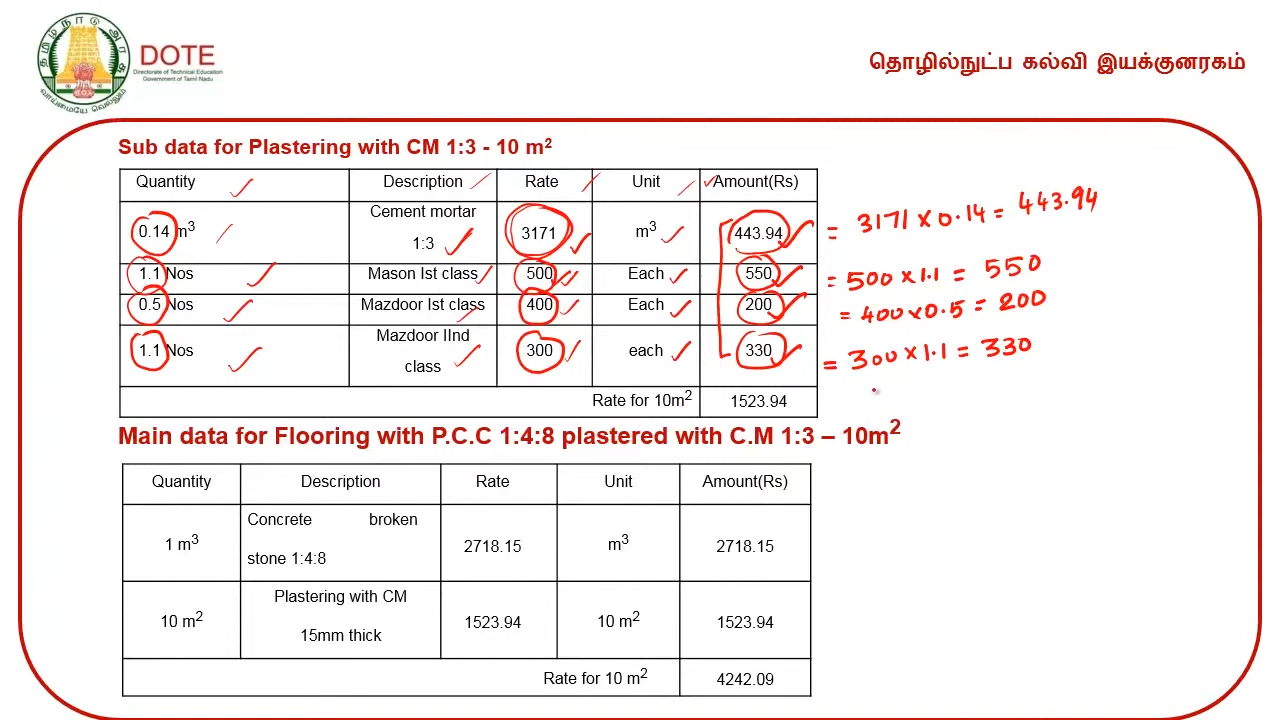 தமிழ் நாடு அரசு
வாய்மையே வெல்லும்
DOTE
Directorate of Technical Education
Government of Tamil Nadu
தொழில்நுட்ப கல்வி இயக்குனரகம்
Sub data for Plastering with CM 1:3 - 10 m²
Quantity Description Rate Unit Amount(Rs)
0.14 m³ Cement mortar 1:3 3171 m³ 443.94 = 3171 × 0.14 = 443.94
1.1 Nos Mason Ist class 500 Each 550 = 500 × 1.1 = 550
0.5 Nos Mazdoor Ist class 400 Each 200 = 400 × 0.5 = 200
1.1 Nos Mazdoor IInd class 300 each 330 = 300 × 1.1 = 330
Rate for 10m² 1523.94
Main data for Flooring with P.C.C 1:4:8 plastered with C.M 1:3 – 10m²
Quantity Description Rate Unit Amount(Rs)
1 m³ Concrete broken stone 1:4:8 2718.15 m³ 2718.15
10 m² Plastering with CM 15mm thick 1523.94 10 m² 1523.94
Rate for 10 m² 4242.09